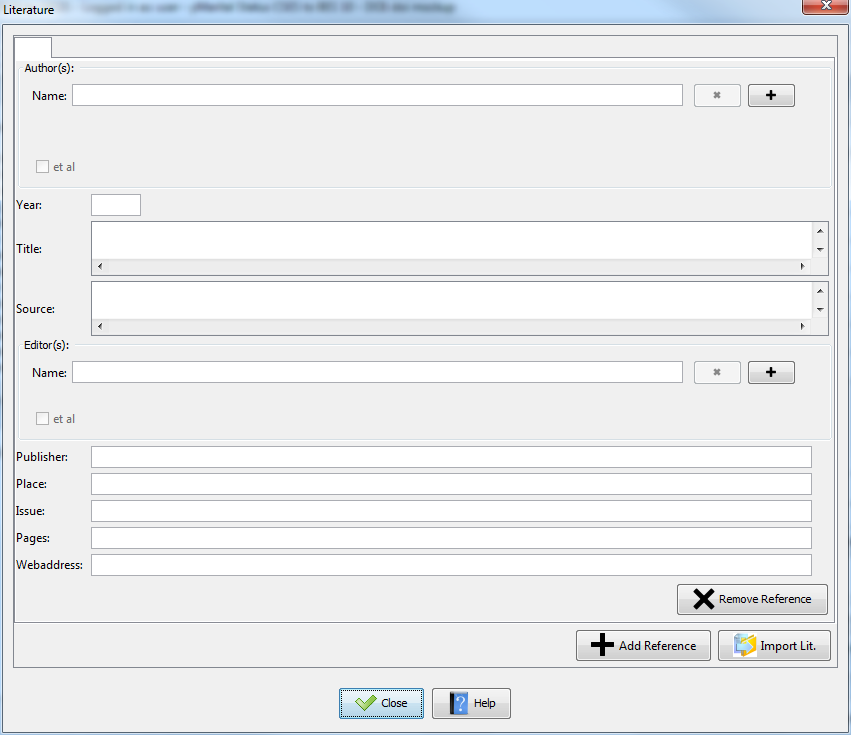 Literature
Author(s):
Name:
et al
Year:
Title:
Source:
Editor(s):
Name:
et al
Publisher:
Place:
Issue:
Pages:
Webaddress:
Remove Reference
Add Reference
Import Lit.
Close
Help